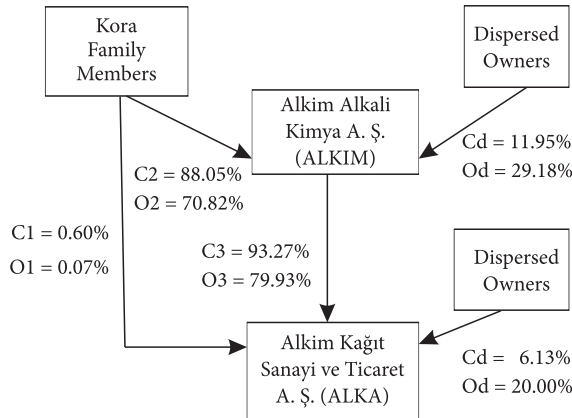 Kora
Family
Members
Dispersed
Owners
Alkim Alkali
Kimya A. Ş.
(ALKIM)
Cd = 11.95%
Od = 29.18%
C2 = 88.05%
O2 = 70.82%
C1 = 0.60%
O1 = 0.07%
C3 = 93.27%
O3 = 79.93%
Dispersed
Owners
Alkim Kağıt
Sanayi ve Ticaret
A. Ş. (ALKA)
Cd = 6.13%
Od = 20.00%